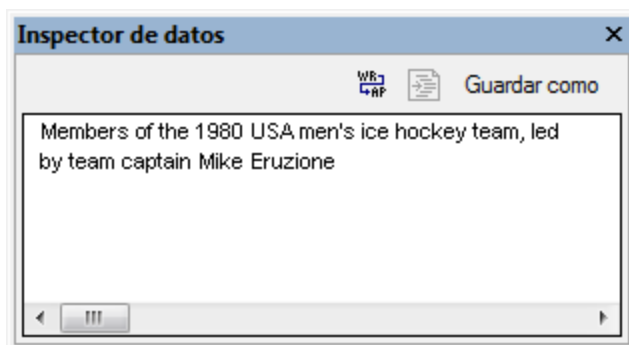 Inspector de datos
WR
AP
Guardar como
Members of the 1980 USA men's ice hockey team, led
by team captain Mike Eruzione